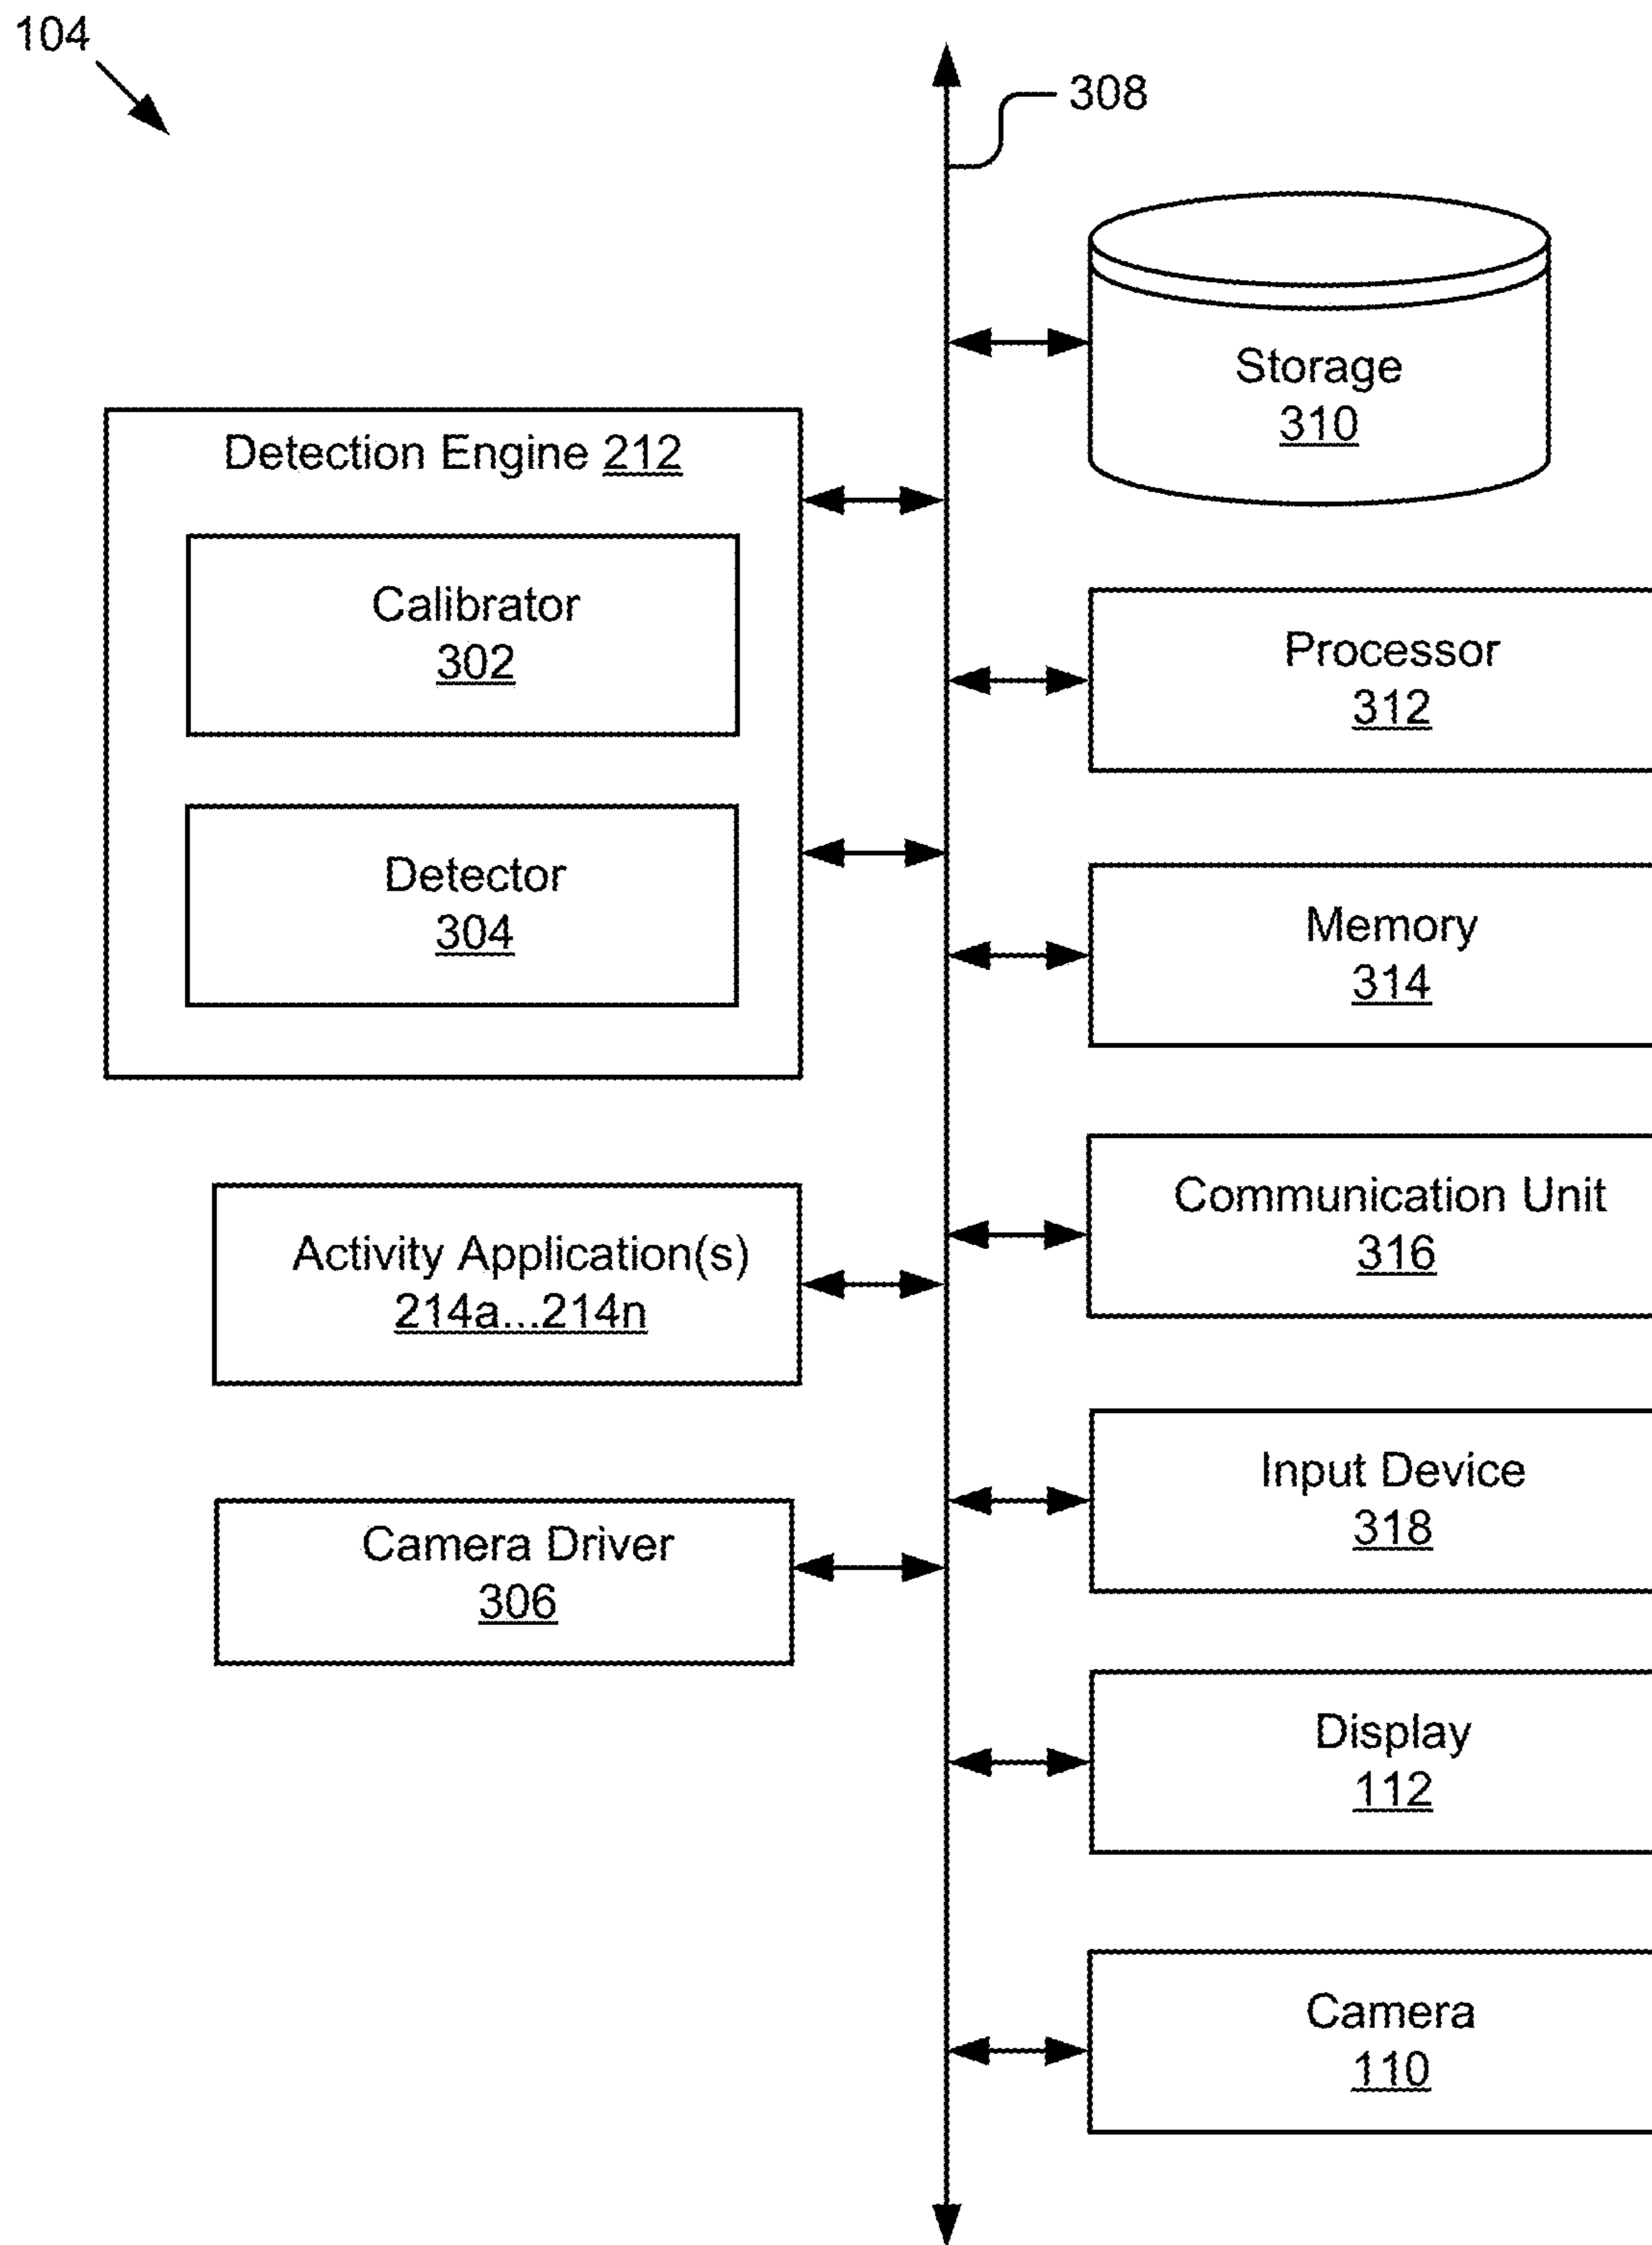 104
308
Storage
310
Detection Engine 212
Calibrator
302
Detector
304
Processor
312
Memory
314
Communication Unit
316
Activity Application(s)
214a...214n
Input Device
318
Camera Driver
306
Display
112
Camera
110